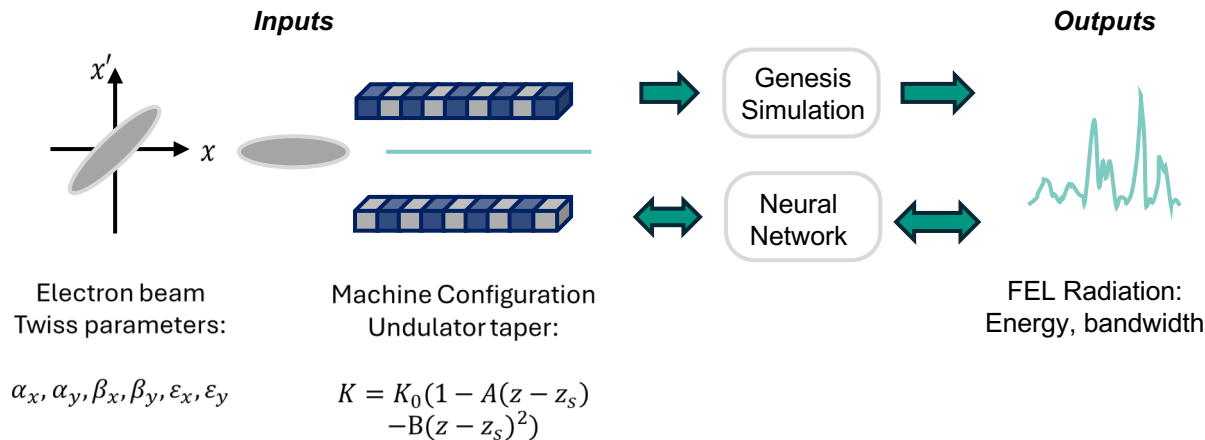 Inputs
Outputs
x′
x
Genesis
Simulation
Neural
Network
Electron beam
Twiss parameters:
α_x, α_y, β_x, β_y, ε_x, ε_y
Machine Configuration
Undulator taper:
K = K_0(1 − A(z − z_s)
−B(z − z_s)^2)
FEL Radiation:
Energy, bandwidth